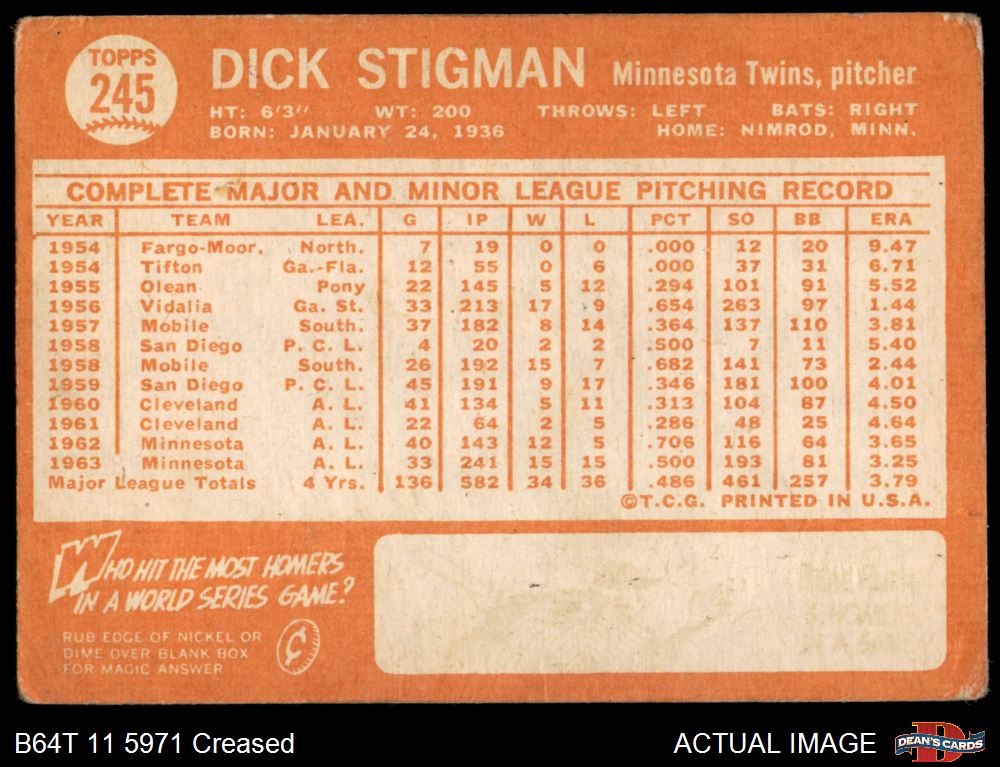 TOPPS
245
DICK STIGMAN Minnesota Twins, pitcher
HT: 6'3" WT: 200 THROWS: LEFT BATS: RIGHT
BORN: JANUARY 24, 1936 HOME: NIMROD, MINN.
COMPLETE MAJOR AND MINOR LEAGUE PITCHING RECORD
YEAR TEAM LEA. G IP W L PCT SO BB ERA
1954 Fargo-Moor. North. 7 19 0 0 .000 12 20 9.47
1954 Tifton Ga.-Fla. 12 55 0 6 .000 37 31 6.71
1955 Olean Pony 22 145 5 12 .294 101 91 5.52
1956 Vidalia Ga. St. 33 213 17 9 .654 263 97 1.44
1957 Mobile South. 37 182 8 14 .364 137 110 3.81
1958 San Diego P. C. L. 4 20 2 2 .500 7 11 5.40
1958 Mobile South. 26 192 15 7 .682 141 73 2.44
1959 San Diego P. C. L. 45 191 9 17 .346 181 100 4.01
1960 Cleveland A. L. 41 134 5 11 .313 104 87 4.50
1961 Cleveland A. L. 22 64 2 5 .286 48 25 4.64
1962 Minnesota A. L. 40 143 12 5 .706 116 64 3.65
1963 Minnesota A. L. 33 241 15 15 .500 193 81 3.25
Major League Totals 4 Yrs. 136 582 34 36 .486 461 257 3.79
©T.C.G. PRINTED IN U.S.A.
WHO HIT THE MOST HOMERS
IN A WORLD SERIES GAME?
RUB EDGE OF NICKEL OR
DIME OVER BLANK BOX
FOR MAGIC ANSWER
B64T 11 5971 Creased
ACTUAL IMAGE
DEAN'S CARDS